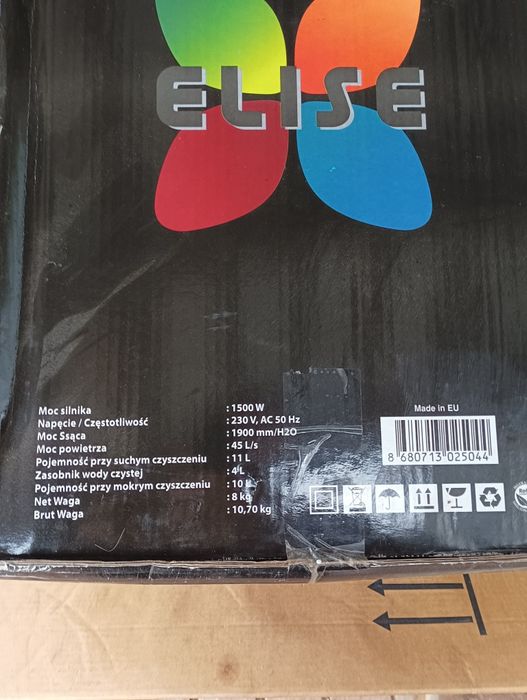 ELISE
Moc silnika : 1500 W
Napęcie / Częstotliwość : 230 V, AC 50 Hz
Moc Ssąca : 1900 mm/H2O
Moc powietrza : 45 L/s
Pojemność przy suchym czyszczeniu : 11 L
Zasobnik wody czystej : 4 L
Pojemność przy mokrym czyszczeniu : 10 L
Net Waga : 8 kg
Brut Waga : 10,70 kg
Made in EU
8 680713 025044